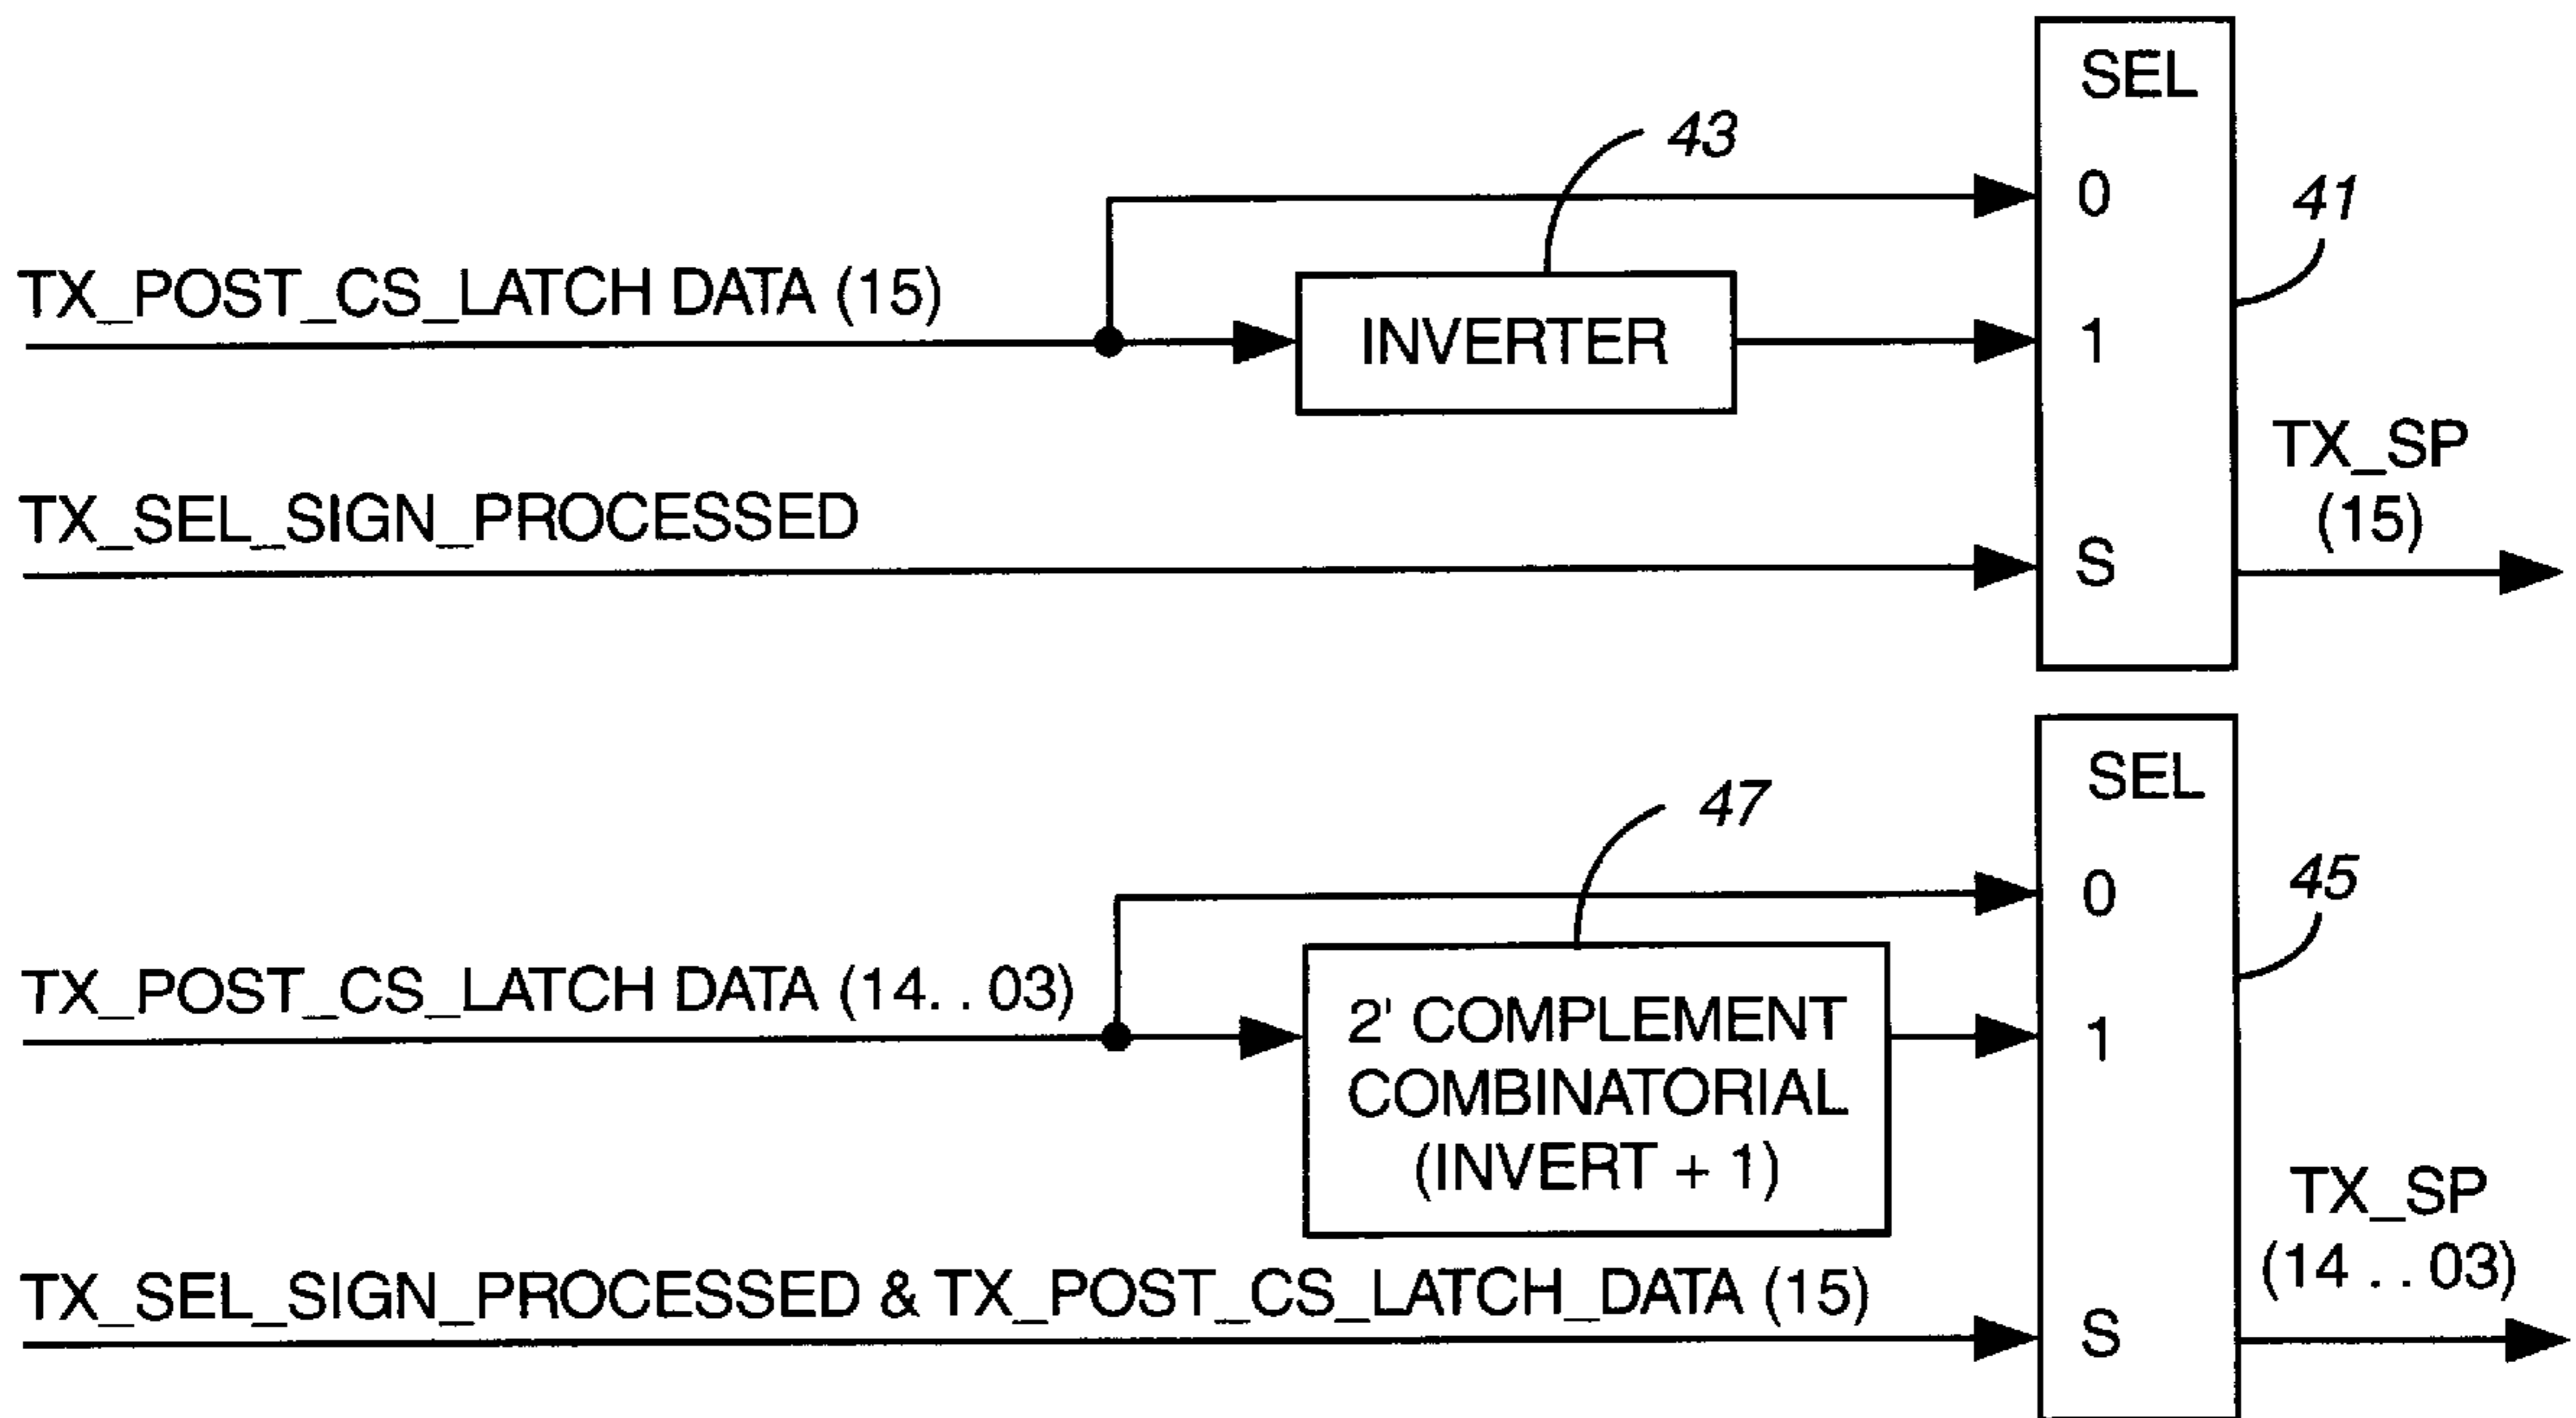 SEL
43
0
41
TX_POST_CS_LATCH DATA (15)
INVERTER
1
TX_SP
(15)
TX_SEL_SIGN_PROCESSED
S
SEL
47
0
45
TX_POST_CS_LATCH DATA (14. . 03)
2' COMPLEMENT
COMBINATORIAL
(INVERT + 1)
1
TX_SP
(14 . . 03)
TX_SEL_SIGN_PROCESSED & TX_POST_CS_LATCH_DATA (15)
S